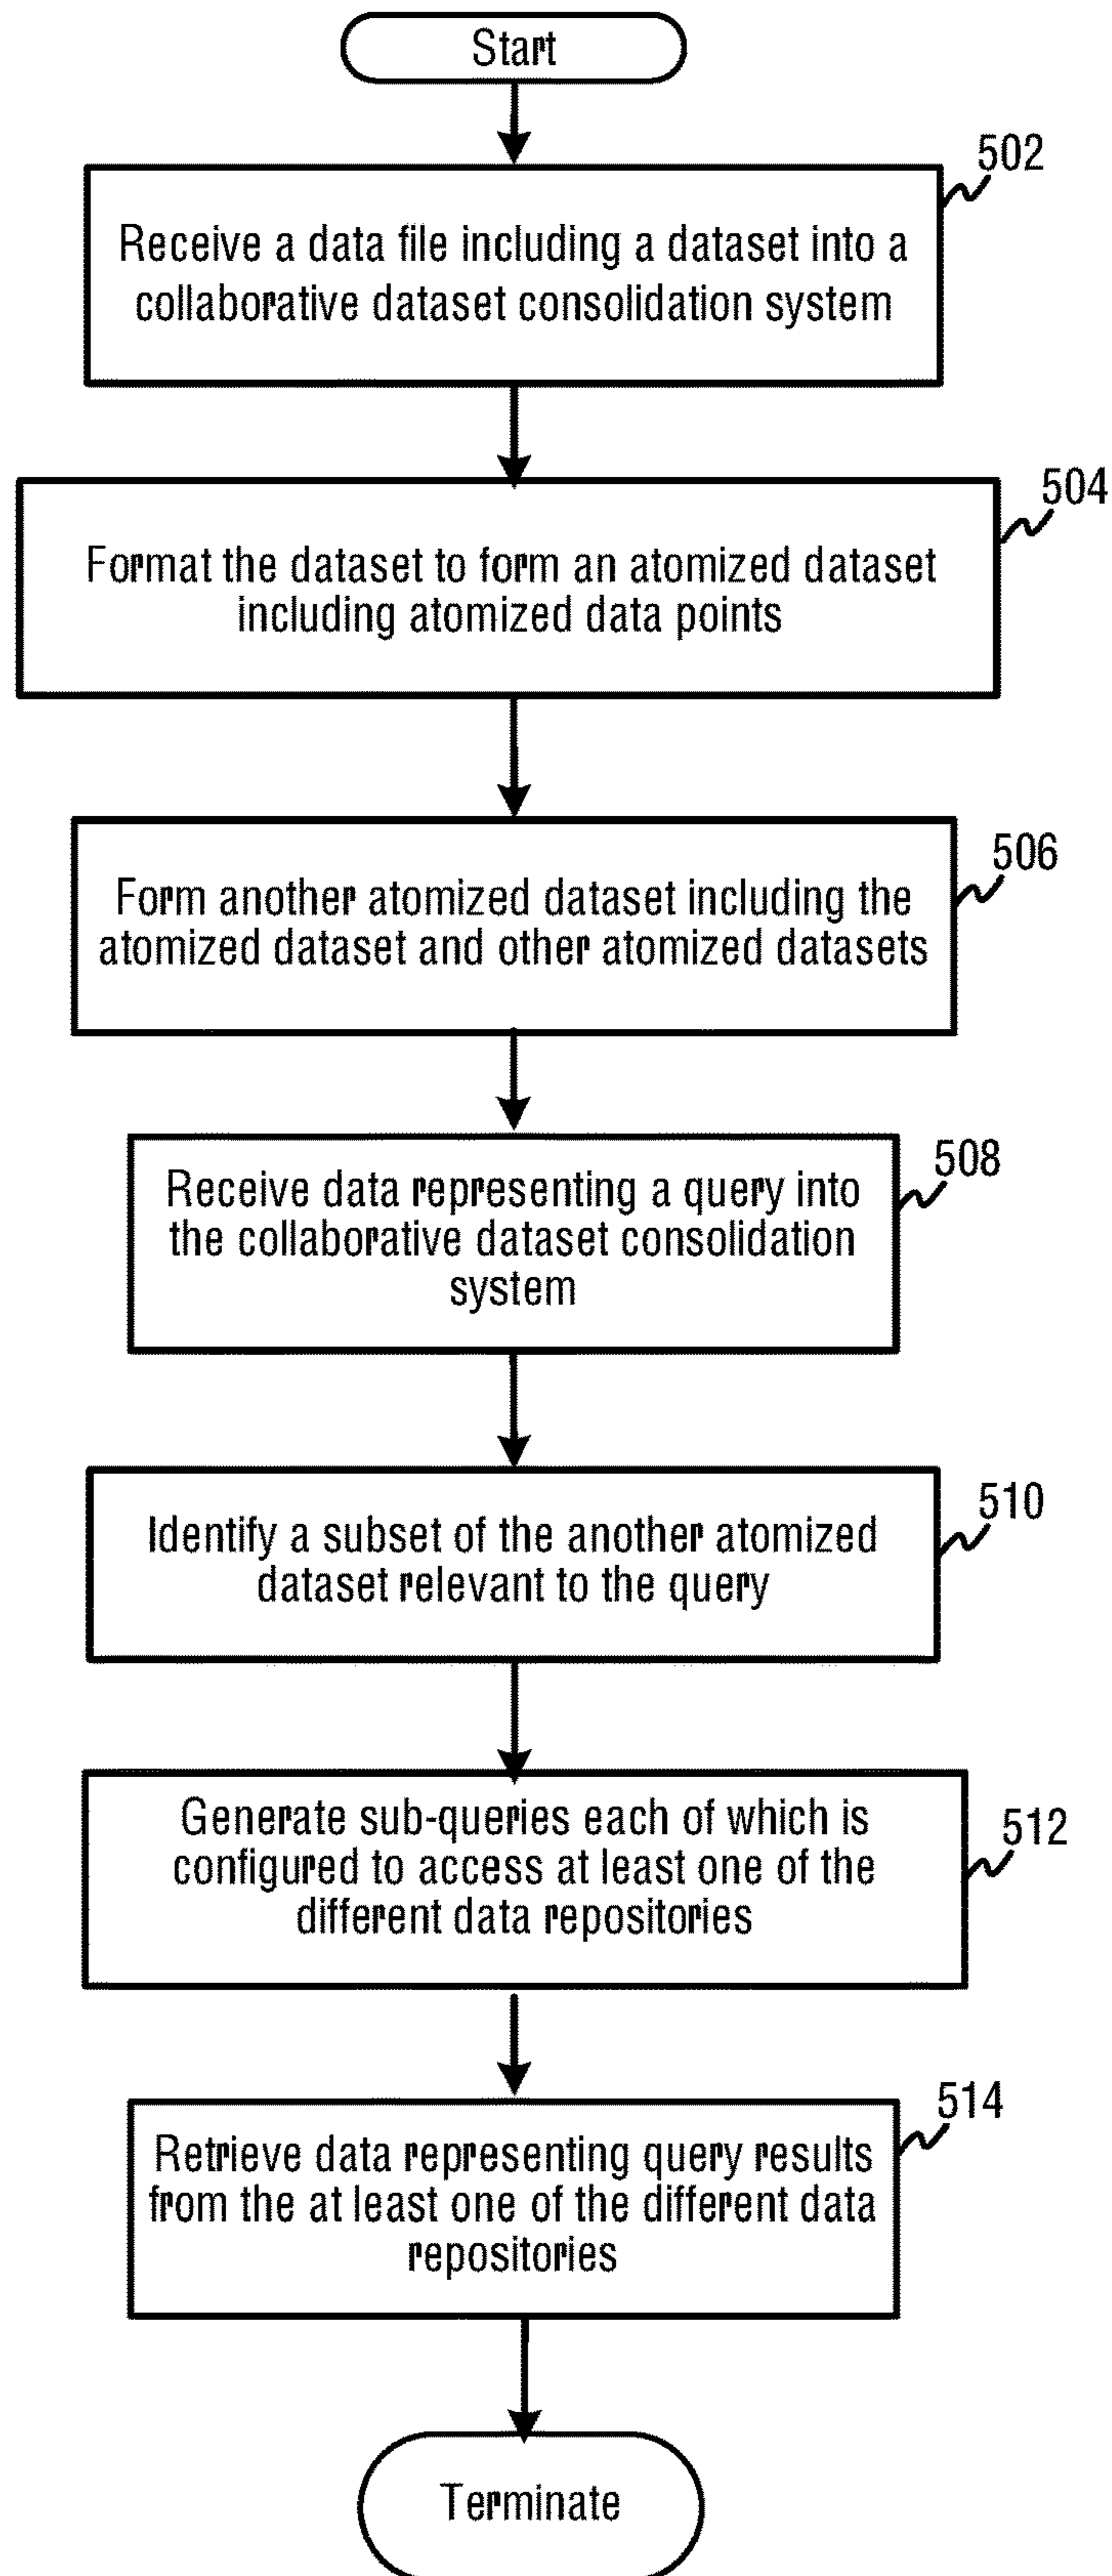 Start
502
Receive a data file including a dataset into a
collaborative dataset consolidation system
504
Format the dataset to form an atomized dataset
including atomized data points
506
Form another atomized dataset including the
atomized dataset and other atomized datasets
508
Receive data representing a query into
the collaborative dataset consolidation
system
510
Identify a subset of the another atomized
dataset relevant to the query
512
Generate sub-queries each of which is
configured to access at least one of the
different data repositories
514
Retrieve data representing query results
from the at least one of the different data
repositories
Terminate